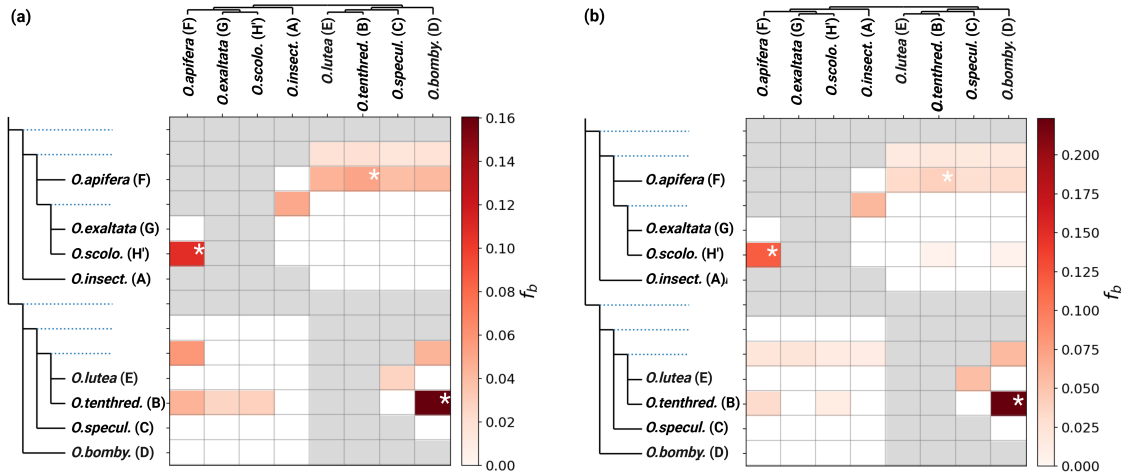 (a)
O.apifera (F)
O.exaltata (G)
O.scolo. (H')
O.insect. (A)
O.lutea (E)
O.tenthred. (B)
O.specul. (C)
O.bomby. (D)
O.apifera (F)
O.exaltata (G)
O.scolo. (H')
O.insect. (A)
O.lutea (E)
O.tenthred. (B)
O.specul. (C)
O.bomby. (D)
*
*
*
0.16
0.14
0.12
0.10
0.08
0.06
0.04
0.02
0.00
fb
(b)
O.apifera (F)
O.exaltata (G)
O.scolo. (H')
O.insect. (A)
O.lutea (E)
O.tenthred. (B)
O.specul. (C)
O.bomby. (D)
O.apifera (F)
O.exaltata (G)
O.scolo. (H')
O.insect. (A)
O.lutea (E)
O.tenthred. (B)
O.specul. (C)
O.bomby. (D)
*
*
*
0.200
0.175
0.150
0.125
0.100
0.075
0.050
0.025
0.000
fb